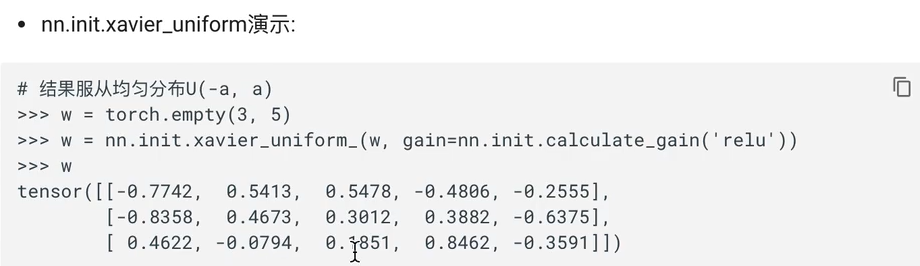 • nn.init.xavier_uniform演示:
# 结果服从均匀分布U(-a, a)
>>> w = torch.empty(3, 5)
>>> w = nn.init.xavier_uniform_(w, gain=nn.init.calculate_gain('relu'))
>>> w
tensor([[-0.7742,  0.5413,  0.5478, -0.4806, -0.2555],
        [-0.8358,  0.4673,  0.3012,  0.3882, -0.6375],
        [ 0.4622, -0.0794,  0.1851,  0.8462, -0.3591]])